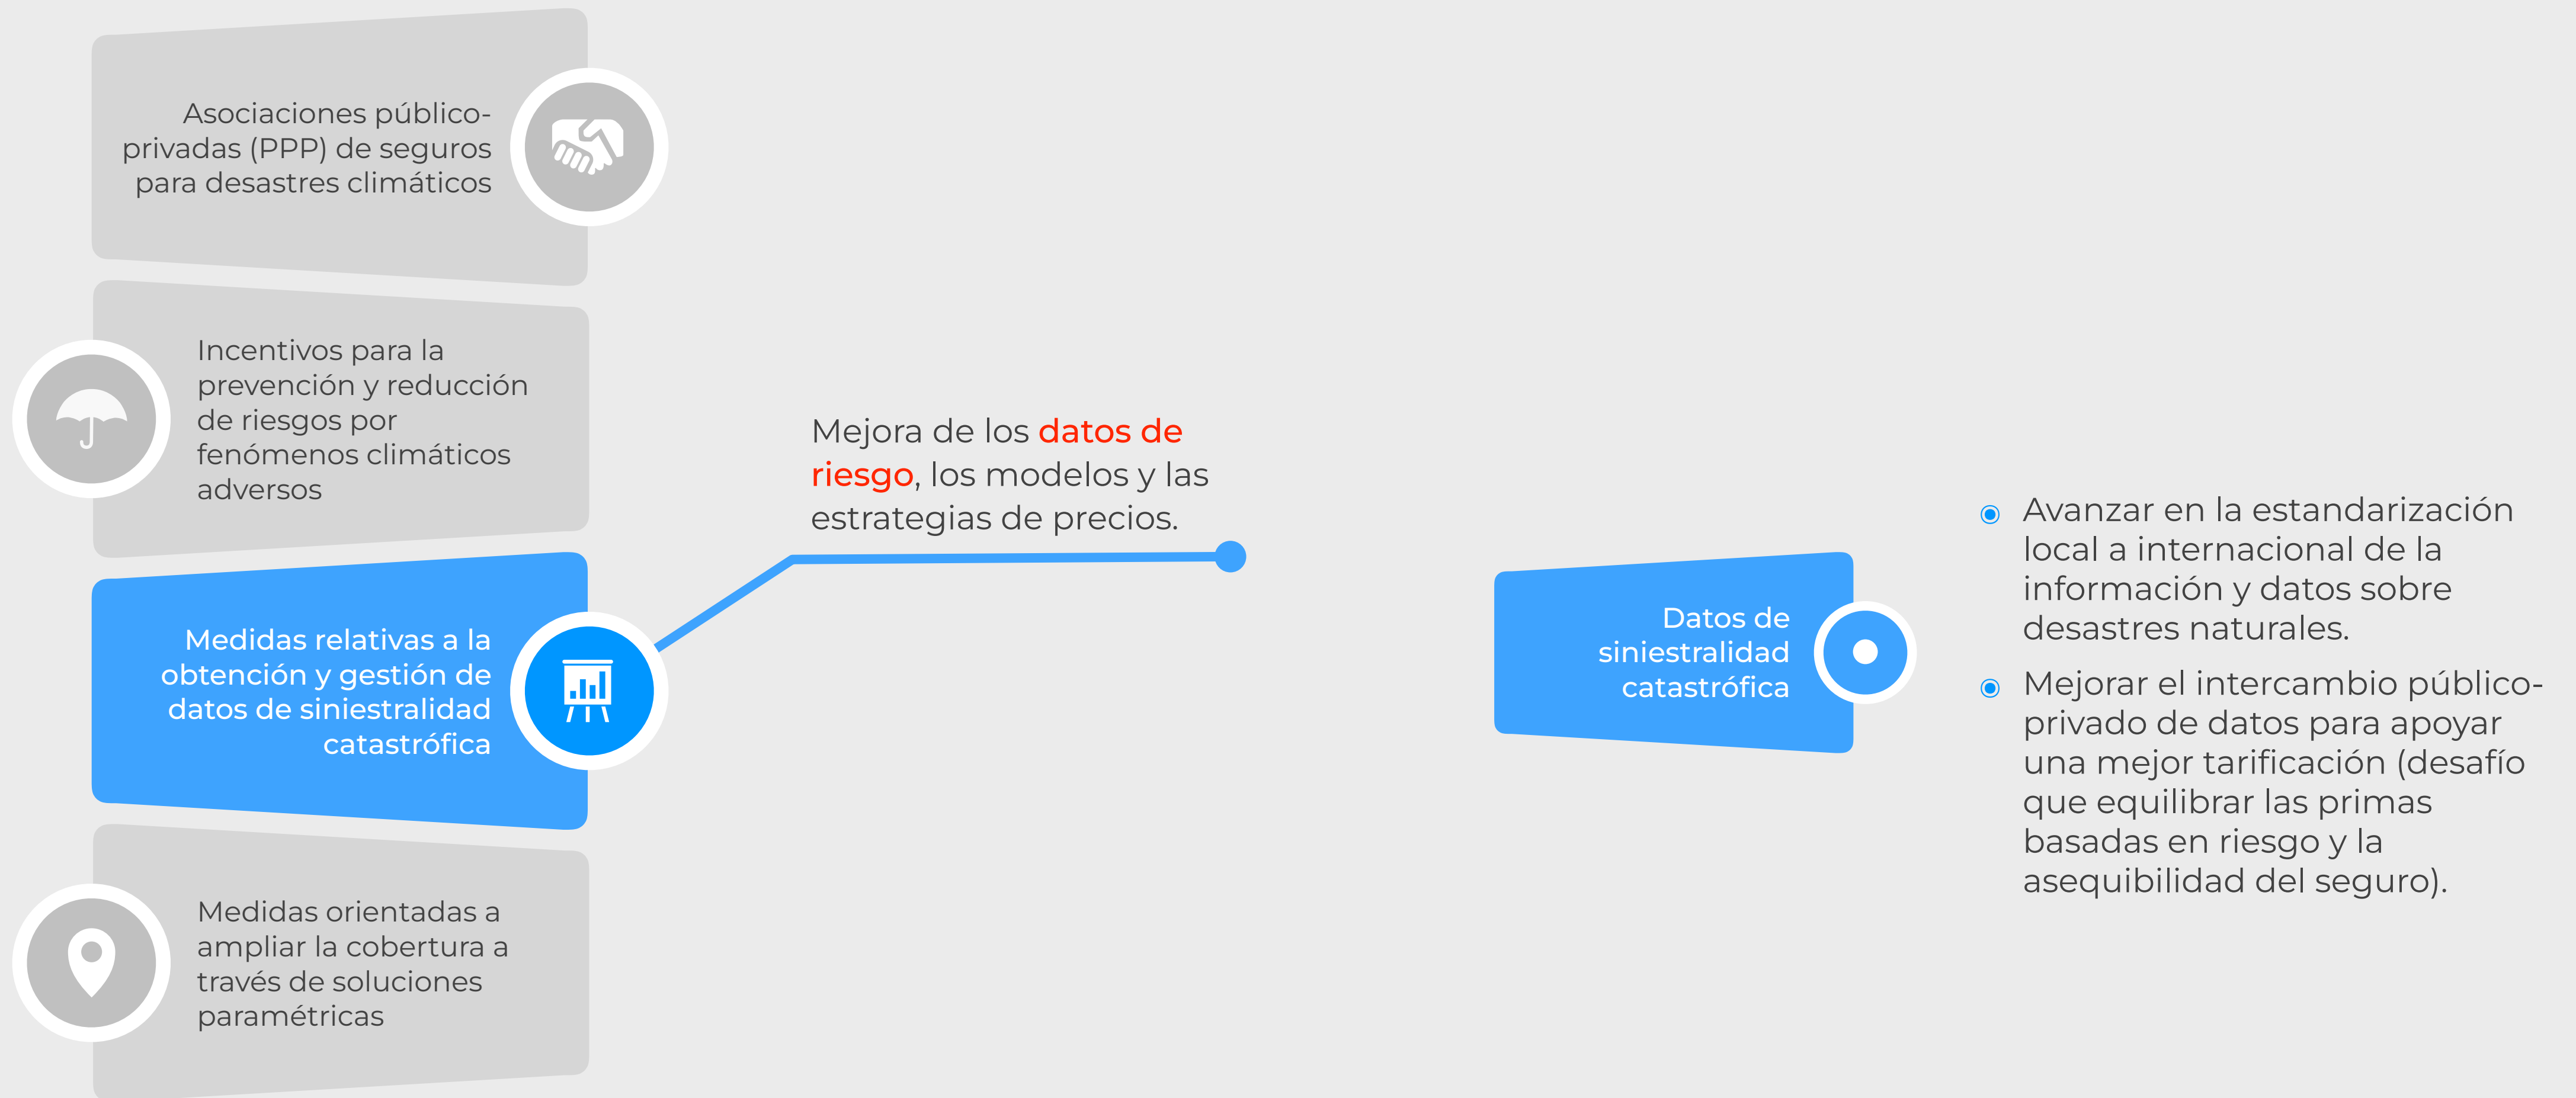 Asociaciones público-
privadas (PPP) de seguros
para desastres climáticos
Incentivos para la
prevención y reducción
de riesgos por
fenómenos climáticos
adversos
Medidas relativas a la
obtención y gestión de
datos de siniestralidad
catastrófica
Medidas orientadas a
ampliar la cobertura a
través de soluciones
paramétricas
Mejora de los datos de
riesgo, los modelos y las
estrategias de precios.
Datos de
siniestralidad
catastrófica
Avanzar en la estandarización
local a internacional de la
información y datos sobre
desastres naturales.
Mejorar el intercambio público-
privado de datos para apoyar
una mejor tarificación (desafío
que equilibrar las primas
basadas en riesgo y la
asequibilidad del seguro).